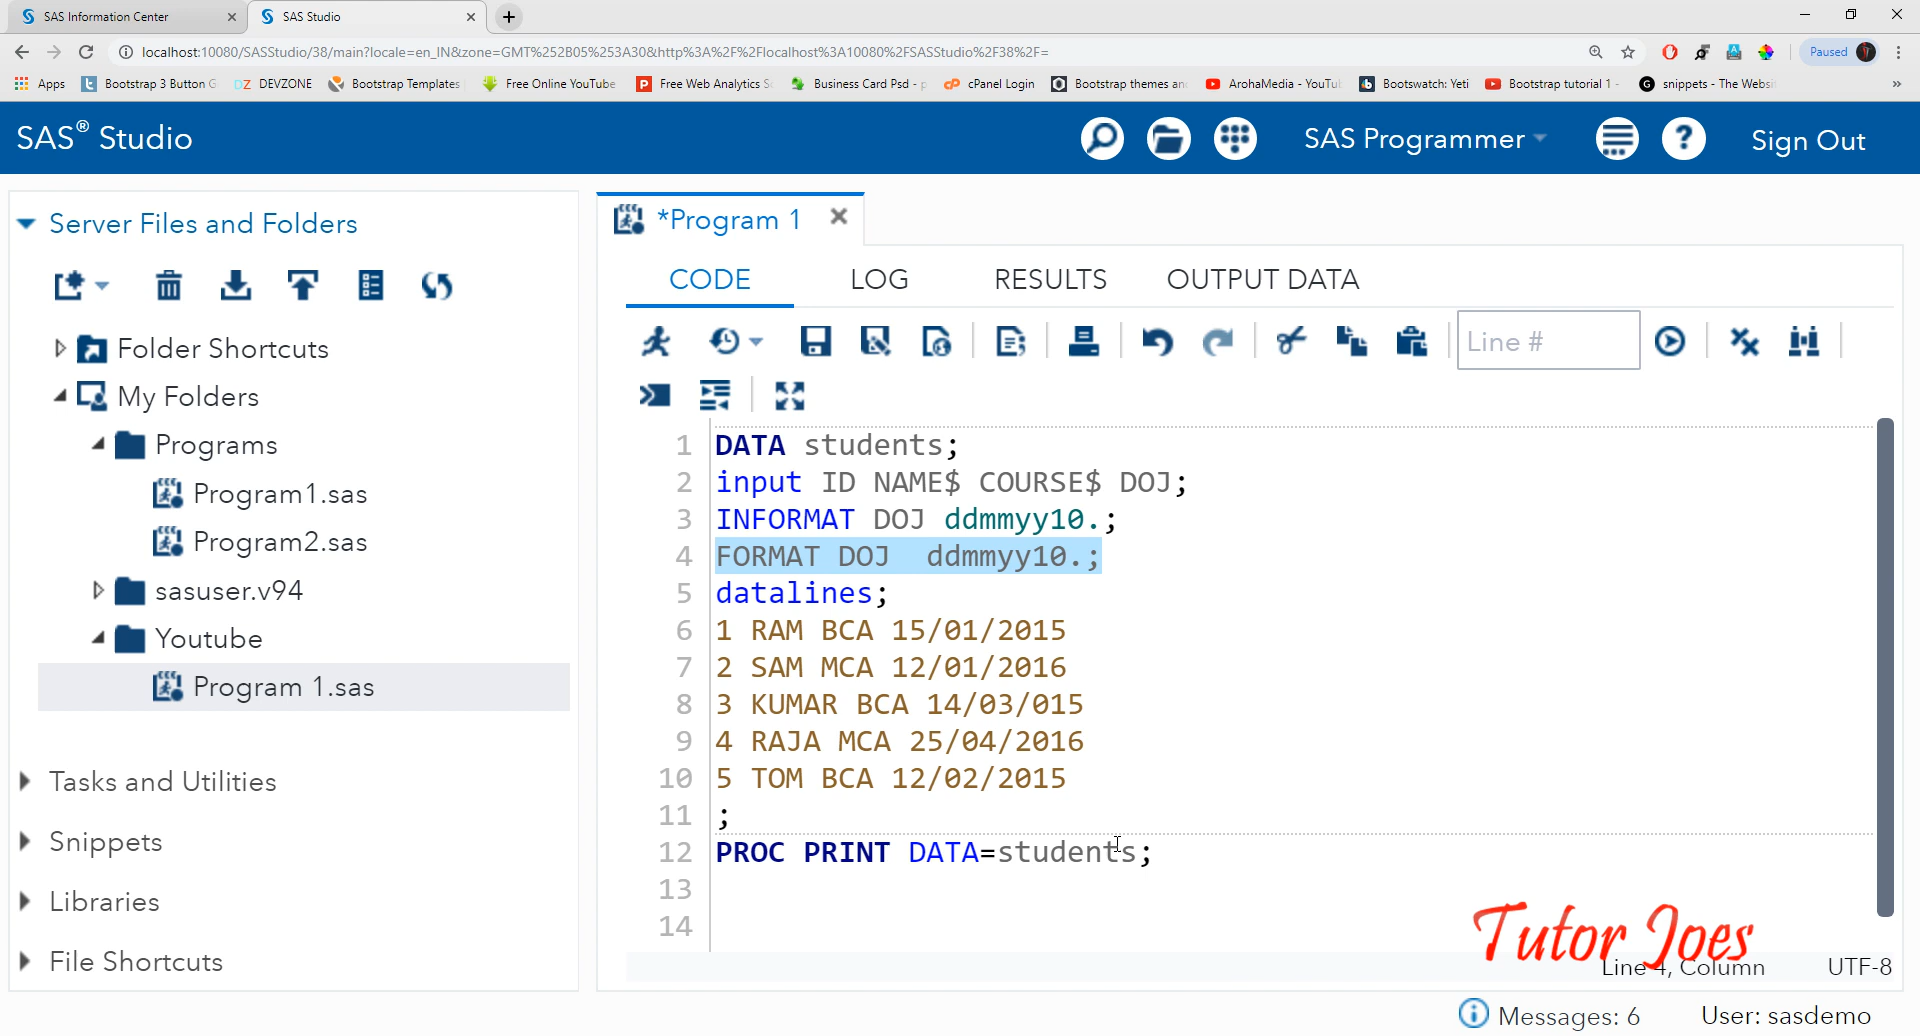 SAS Information Center
SAS Studio
localhost:10080/SASStudio/38/main?locale=en_IN&zone=GMT%252B05%253A30&http%3A%2F%2Flocalhost%3A10080%2FSASStudio%2F38%2F=
Paused
Apps
Bootstrap 3 Button G
DZ DEVZONE
Bootstrap Templates
Free Online YouTube
Free Web Analytics S
Business Card Psd - p
cPanel Login
Bootstrap themes an
ArohaMedia - YouTu
Bootswatch: Yeti
Bootstrap tutorial 1 -
snippets - The Websi
»
SAS® Studio
SAS Programmer
?
Sign Out
Server Files and Folders
Folder Shortcuts
My Folders
Programs
Program1.sas
Program2.sas
sasuser.v94
Youtube
Program 1.sas
Tasks and Utilities
Snippets
Libraries
File Shortcuts
*Program 1
CODE
LOG
RESULTS
OUTPUT DATA
Line #
1 DATA students;
2 input ID NAME$ COURSE$ DOJ;
3 INFORMAT DOJ ddmmyy10.;
4 FORMAT DOJ  ddmmyy10.;
5 datalines;
6 1 RAM BCA 15/01/2015
7 2 SAM MCA 12/01/2016
8 3 KUMAR BCA 14/03/015
9 4 RAJA MCA 25/04/2016
10 5 TOM BCA 12/02/2015
11 ;
12 PROC PRINT DATA=students;
13
14
Tutor Joes
Line 4, Column
UTF-8
Messages: 6
User: sasdemo